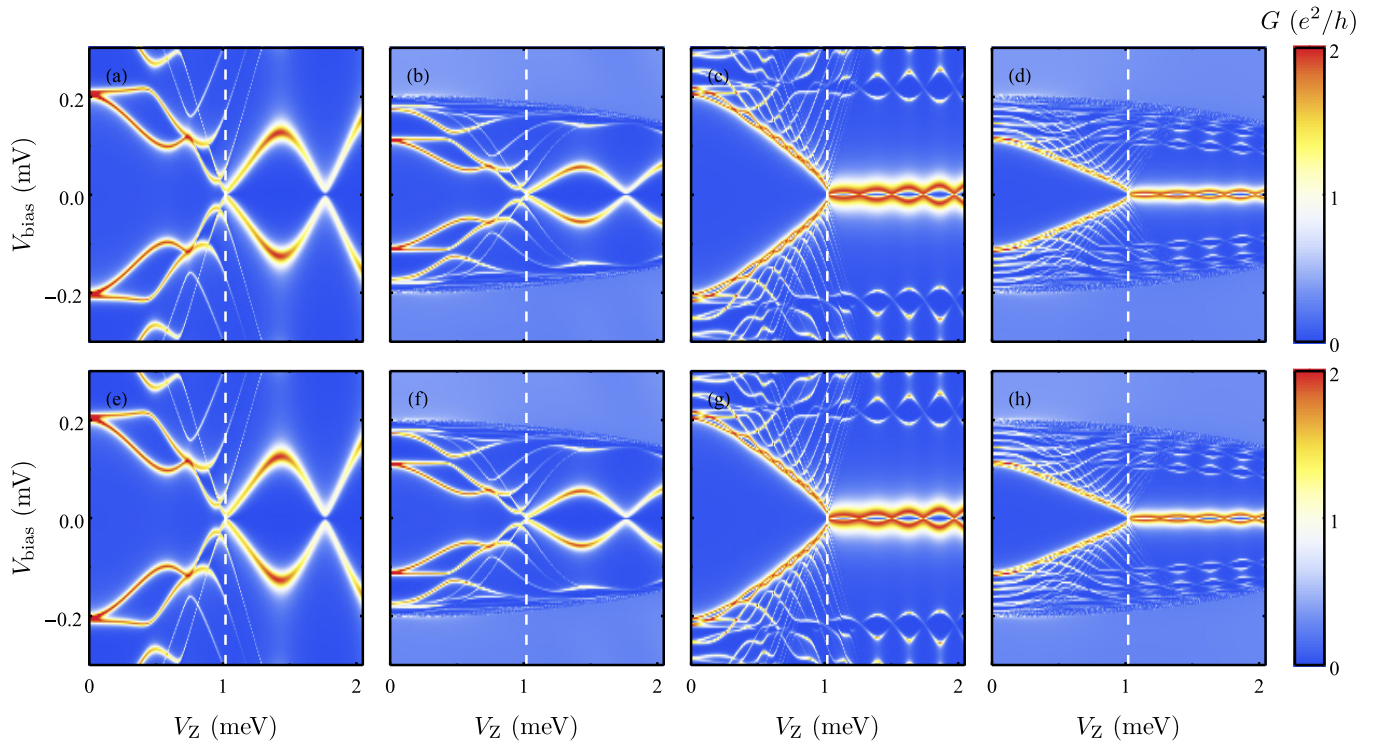 G (e²/h)
(a) (b) (c) (d)
2
1
0
0.2
0.0
−0.2
V_bias (mV)
(e) (f) (g) (h)
2
1
0
0.2
0.0
−0.2
V_bias (mV)
0 1 2 0 1 2 0 1 2 0 1 2
V_Z (meV) V_Z (meV) V_Z (meV) V_Z (meV)